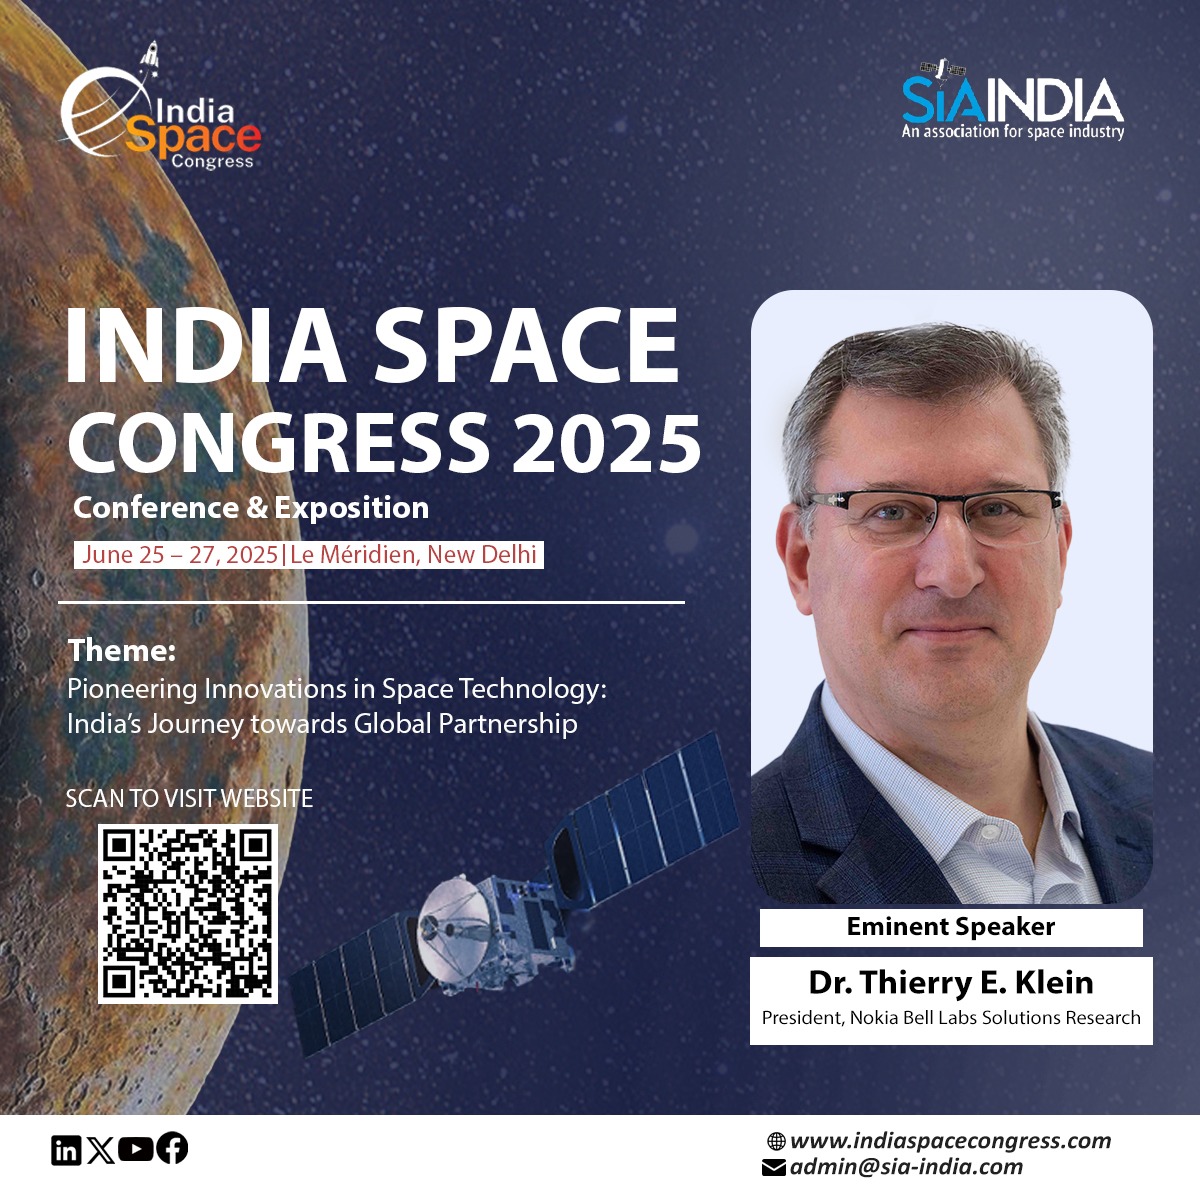 India
Space
Congress
SiAINDIA
An association for space industry
INDIA SPACE
CONGRESS 2025
Conference & Exposition
June 25 – 27, 2025|Le Méridien, New Delhi
Theme:
Pioneering Innovations in Space Technology:
India's Journey towards Global Partnership
SCAN TO VISIT WEBSITE
Eminent Speaker
Dr. Thierry E. Klein
President, Nokia Bell Labs Solutions Research
in
www.indiaspacecongress.com
admin@sia-india.com